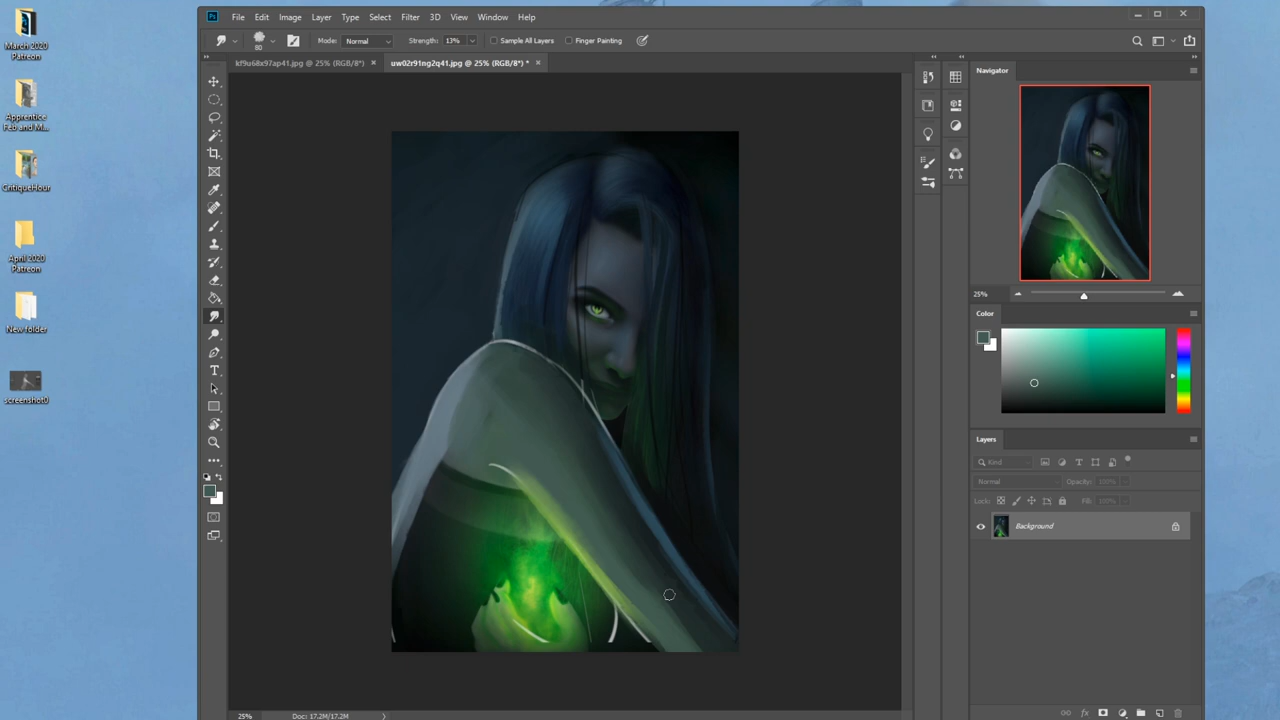 File Edit Image Layer Type Select Filter 3D View Window Help
80 Mode: Normal Strength: 13% Sample All Layers Finger Painting
kf9u68x97ap41.jpg @ 25% (RGB/8*) × uw02r91ng2q41.jpg @ 25% (RGB/8*) * ×
March 2020
Patreon
Apprentice
Feb and M...
CritiqueHour
April 2020
Patreon
New folder
screenshot0
Navigator
25%
Color
Layers
Kind
Normal Opacity: 100%
Lock: Fill: 100%
Background
25% Doc: 17.2M/17.2M